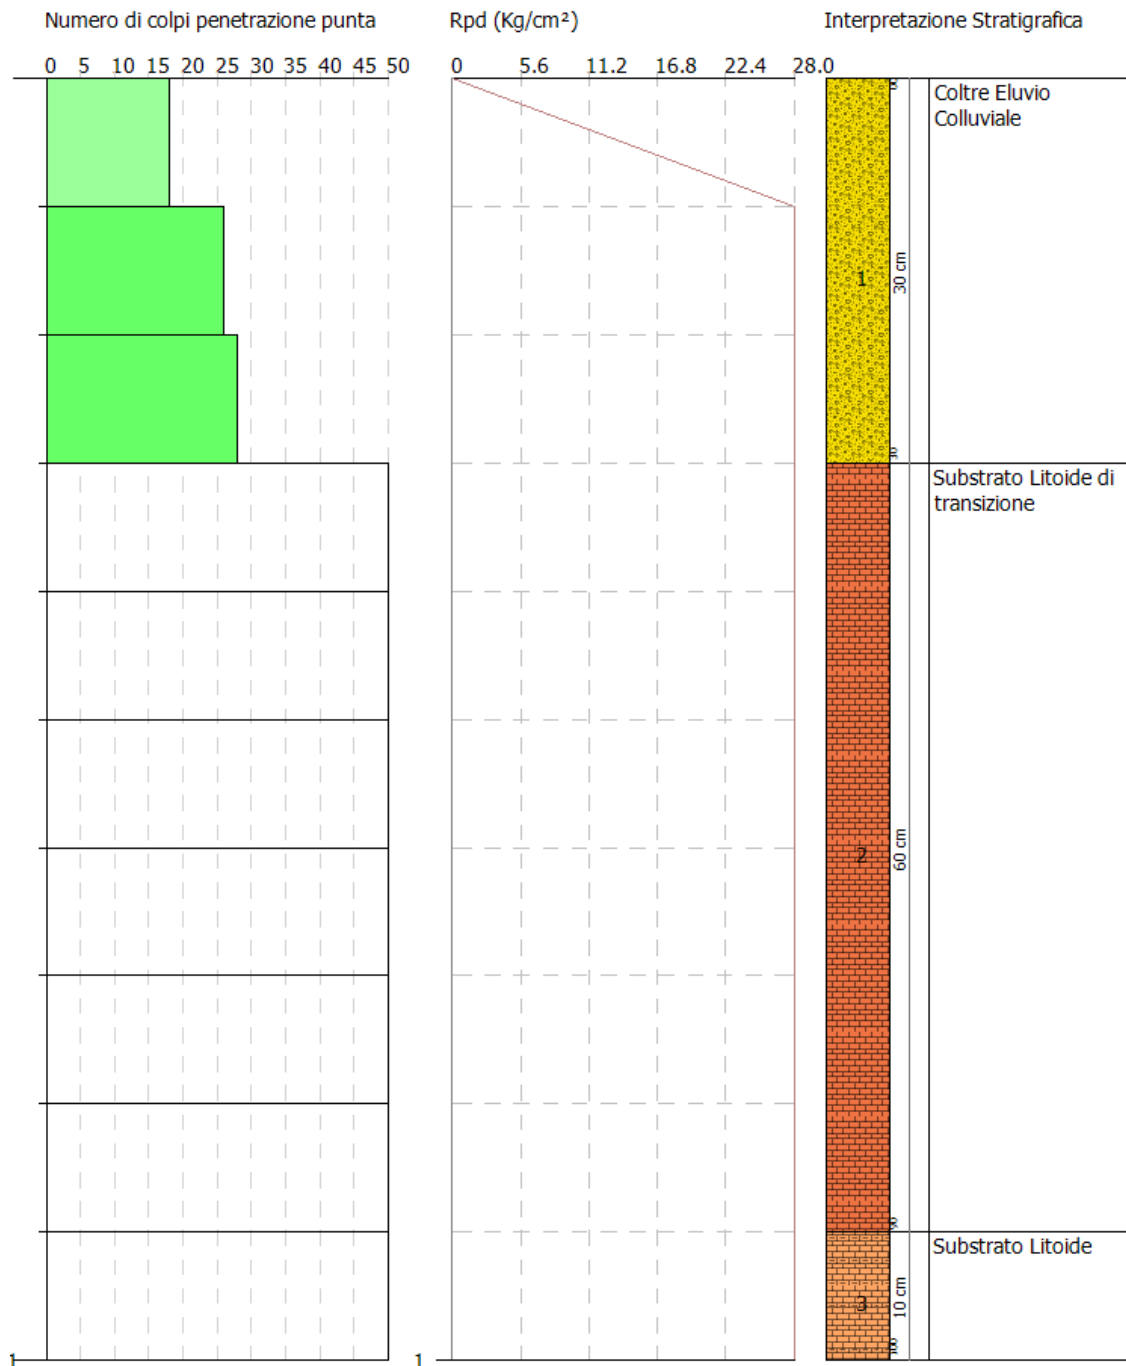 Numero di colpi penetrazione punta
Rpd (Kg/cm²)
Interpretazione Stratigrafica
0 5 10 15 20 25 30 35 40 45 50
0 5.6 11.2 16.8 22.4 28.0
Coltre Eluvio
Colluviale
1
30 cm
30
Substrato Litoide di
transizione
2
60 cm
Substrato Litoide
3
10 cm
100
1
1